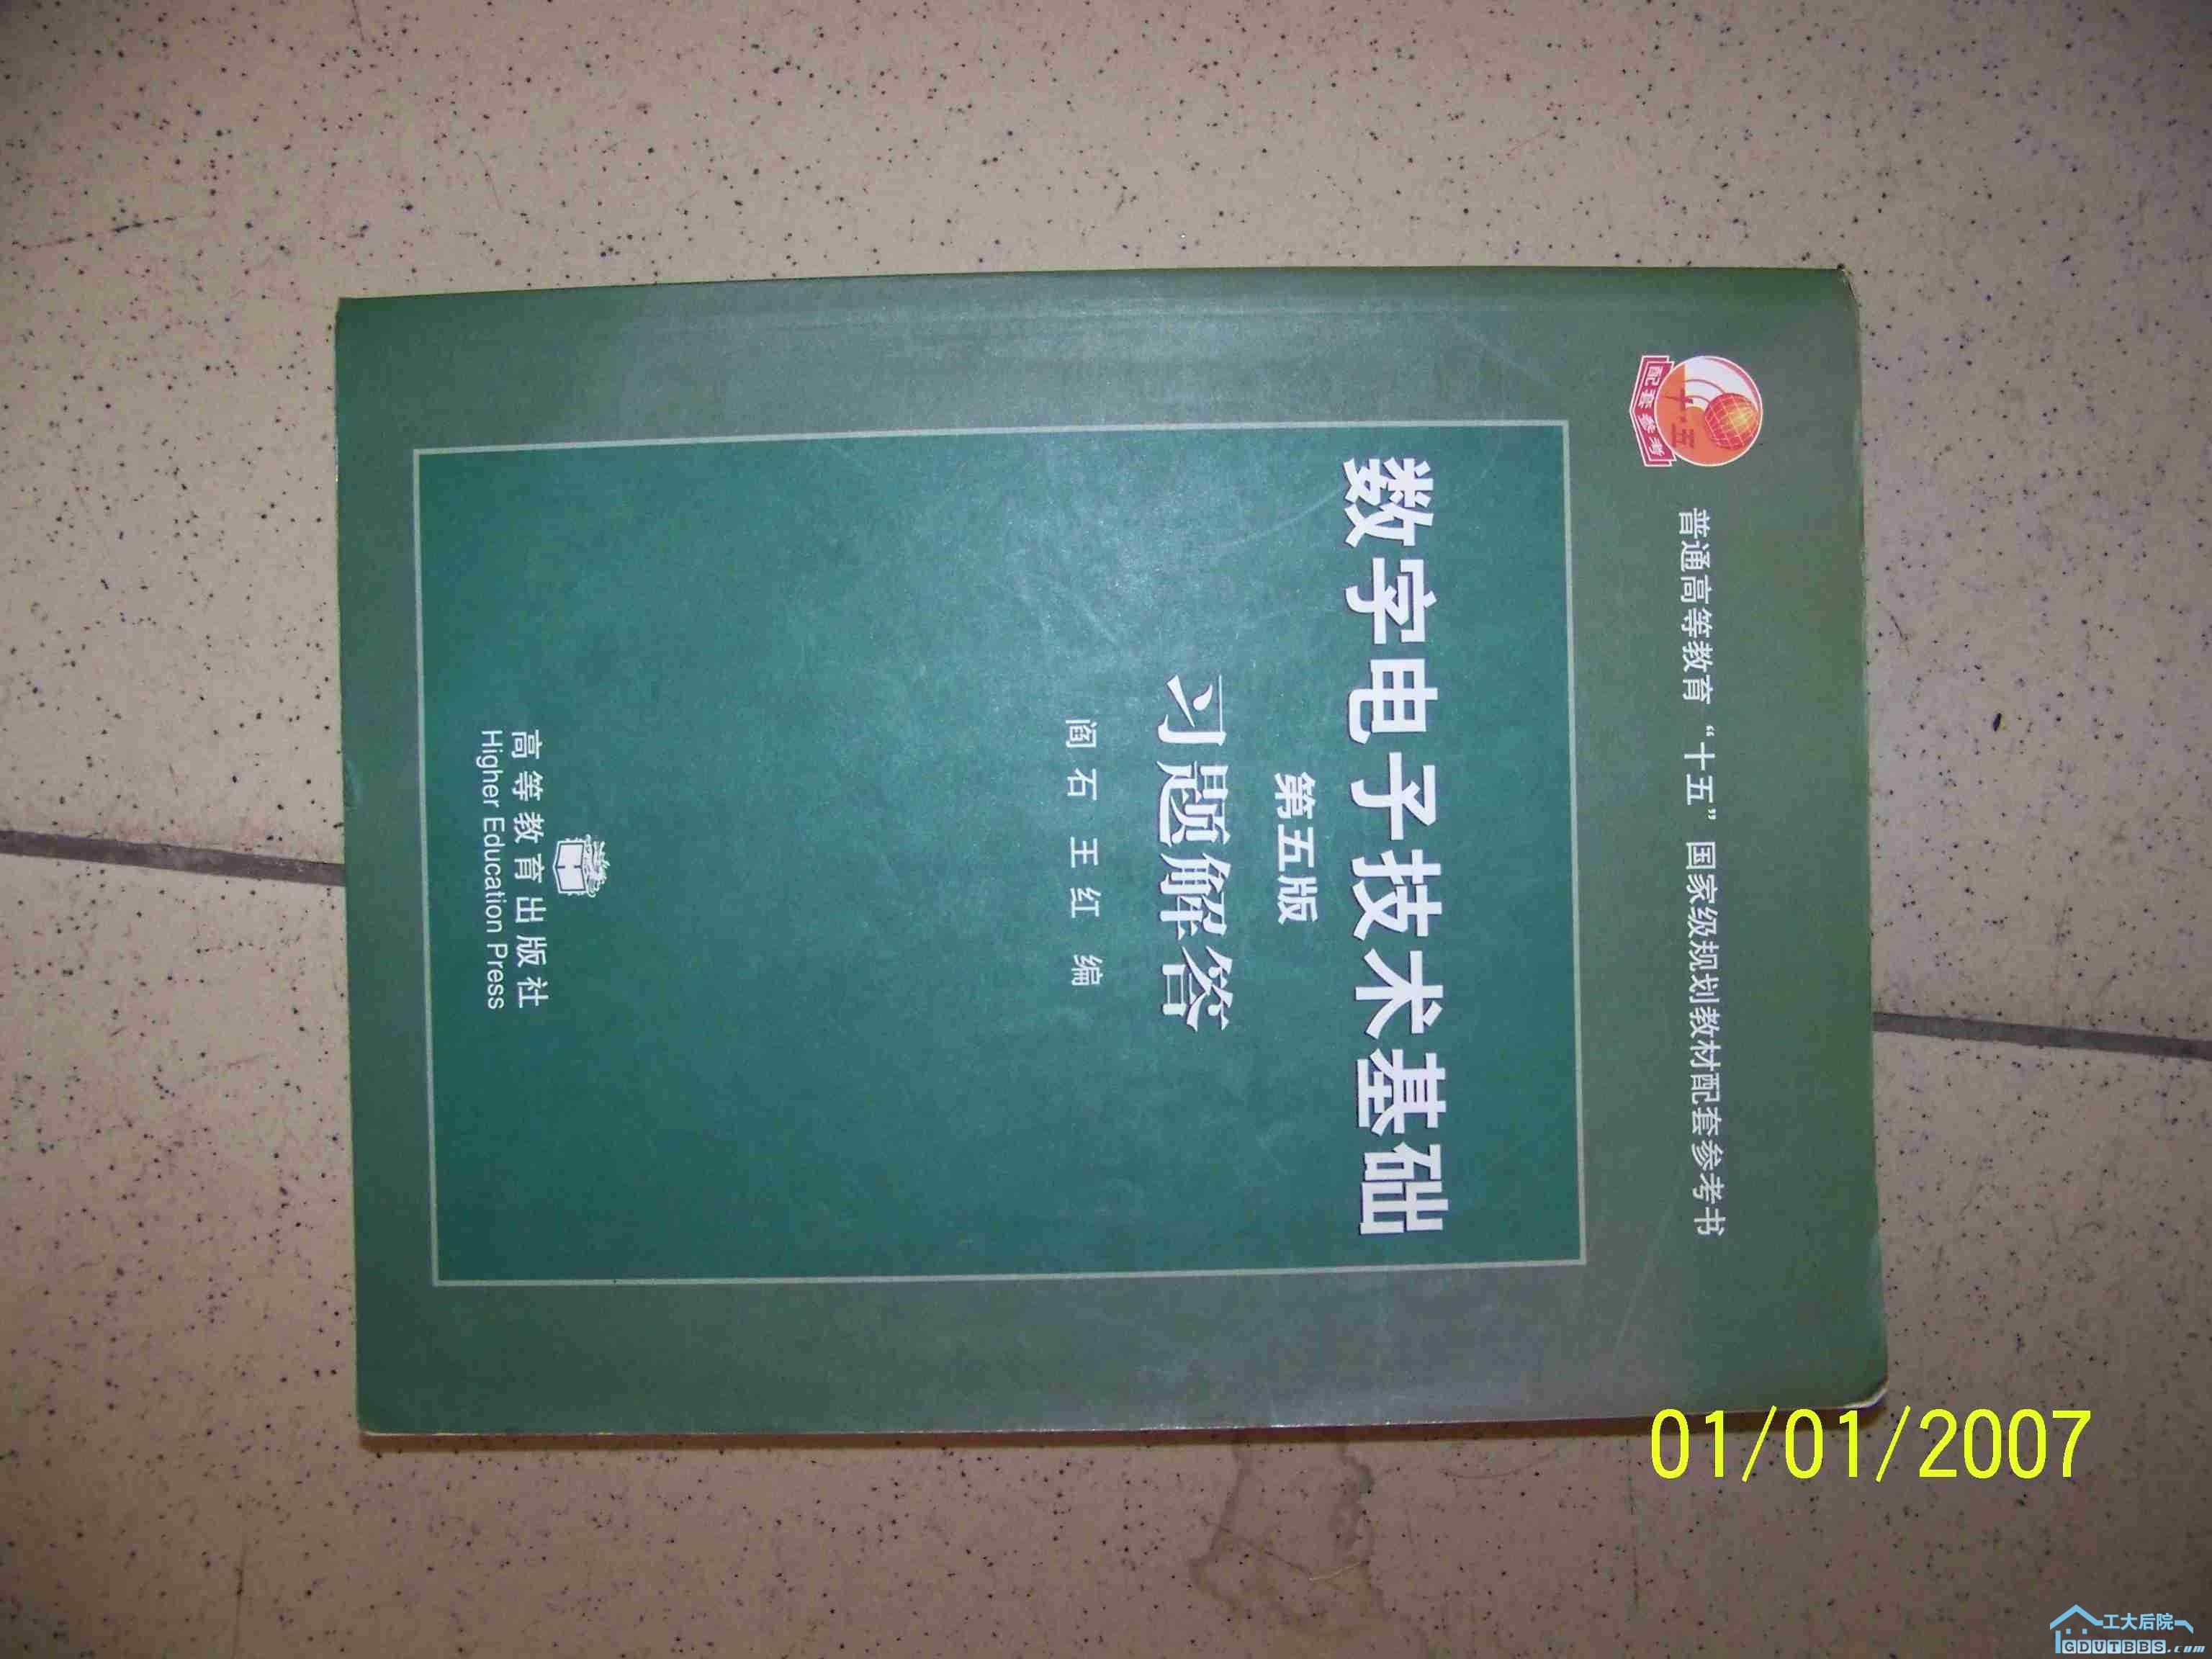 十·五
配套参考
普通高等教育“十五”国家级规划教材配套参考书
数字电子技术基础
第五版
习题解答
阎石 王红 编
高等教育出版社
Higher Education Press
01/01/2007
工大后院
GDUTBBS.com